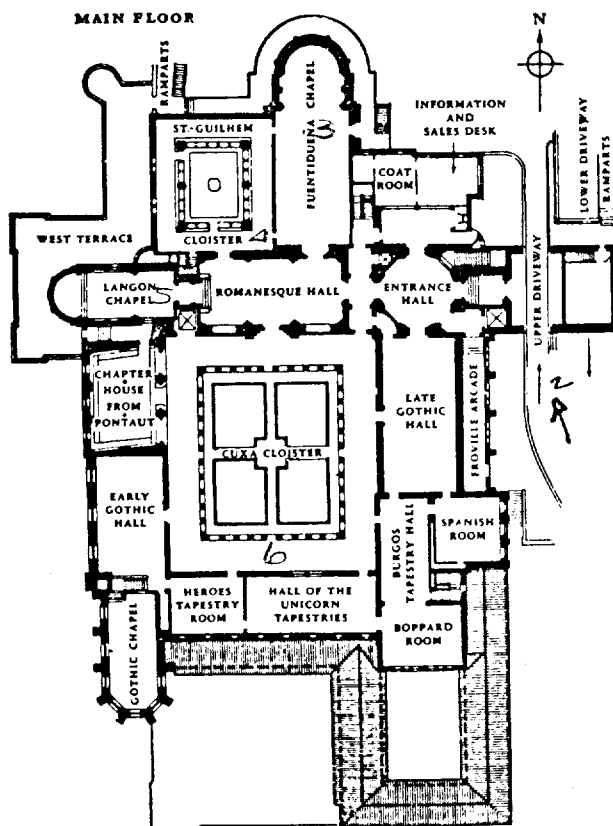 MAIN FLOOR
N
RAMPARTS
ST-GUILHEM
CLOISTER
FUENTIDUEÑA CHAPEL
INFORMATION
AND
SALES DESK
COAT
ROOM
LOWER DRIVEWAY
RAMPARTS
WEST TERRACE
LANGON
CHAPEL
5
ROMANESQUE HALL
ENTRANCE
HALL
UPPER DRIVEWAY
CHAPTER
HOUSE
FROM
PONTAUT
CUXA CLOISTER
6
LATE
GOTHIC
HALL
FROVILLE ARCADE
N
EARLY
GOTHIC
HALL
BURGOS
TAPESTRY HALL
SPANISH
ROOM
HEROES
TAPESTRY
ROOM
HALL OF THE
UNICORN
TAPESTRIES
BOPPARD
ROOM
GOTHIC CHAPEL